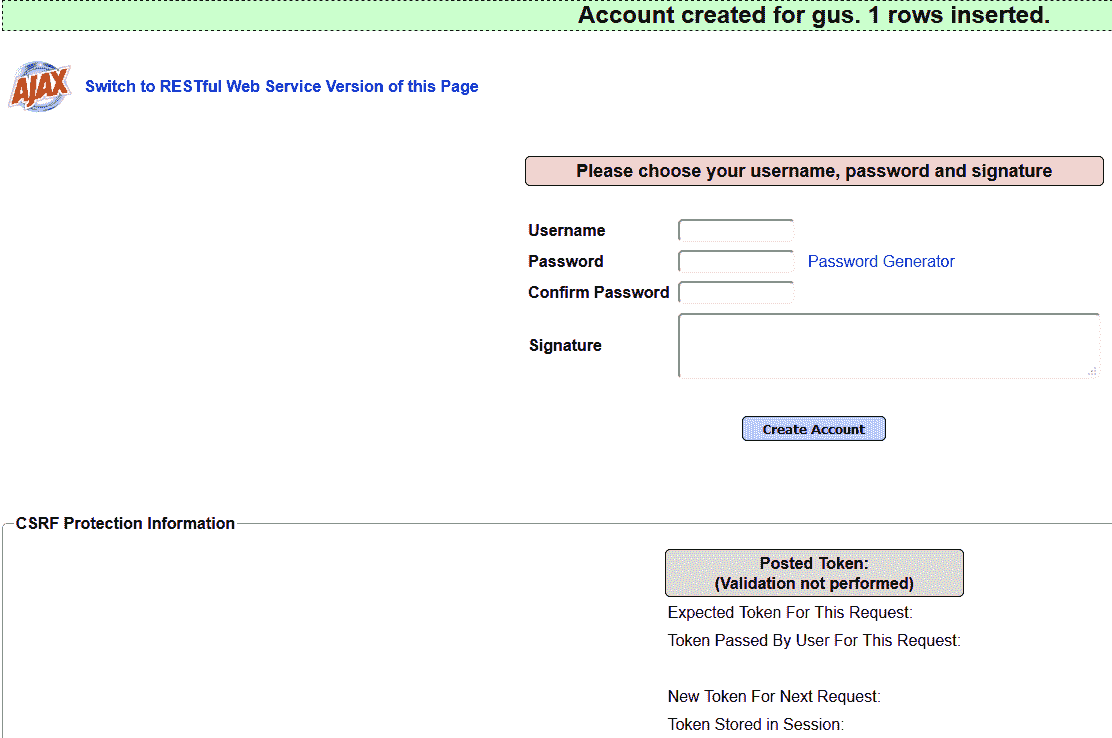 Account created for gus. 1 rows inserted.
AJAX
Switch to RESTful Web Service Version of this Page
Please choose your username, password and signature
Username
Password
Password Generator
Confirm Password
Signature
Create Account
CSRF Protection Information
Posted Token:
(Validation not performed)
Expected Token For This Request:
Token Passed By User For This Request:
New Token For Next Request:
Token Stored in Session: